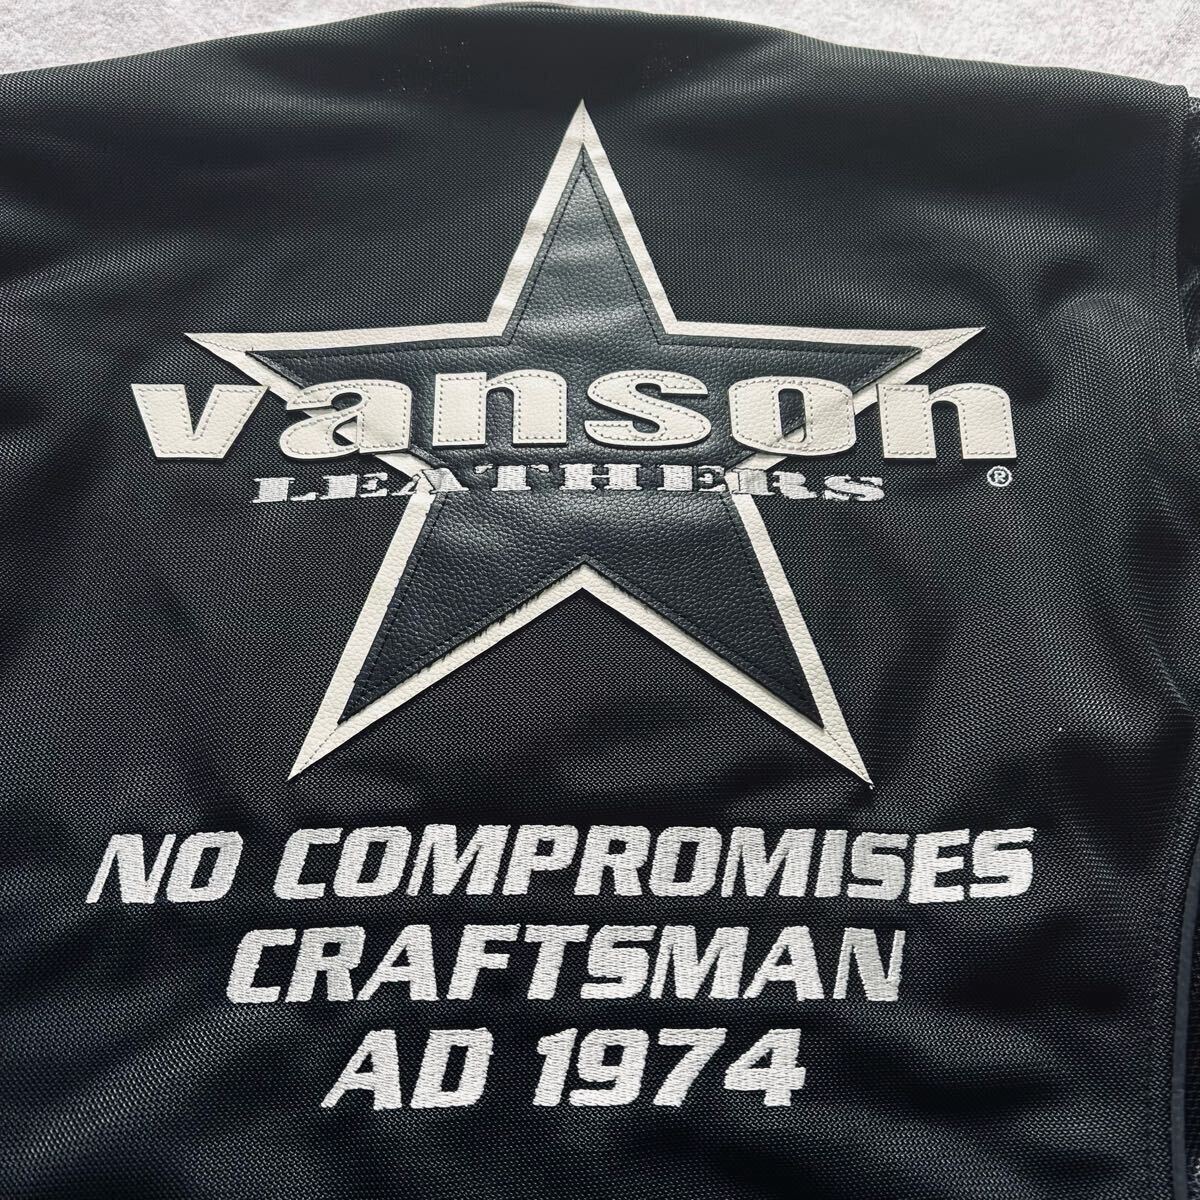 vanson
LEATHERS ®
NO COMPROMISES
CRAFTSMAN
AD 1974